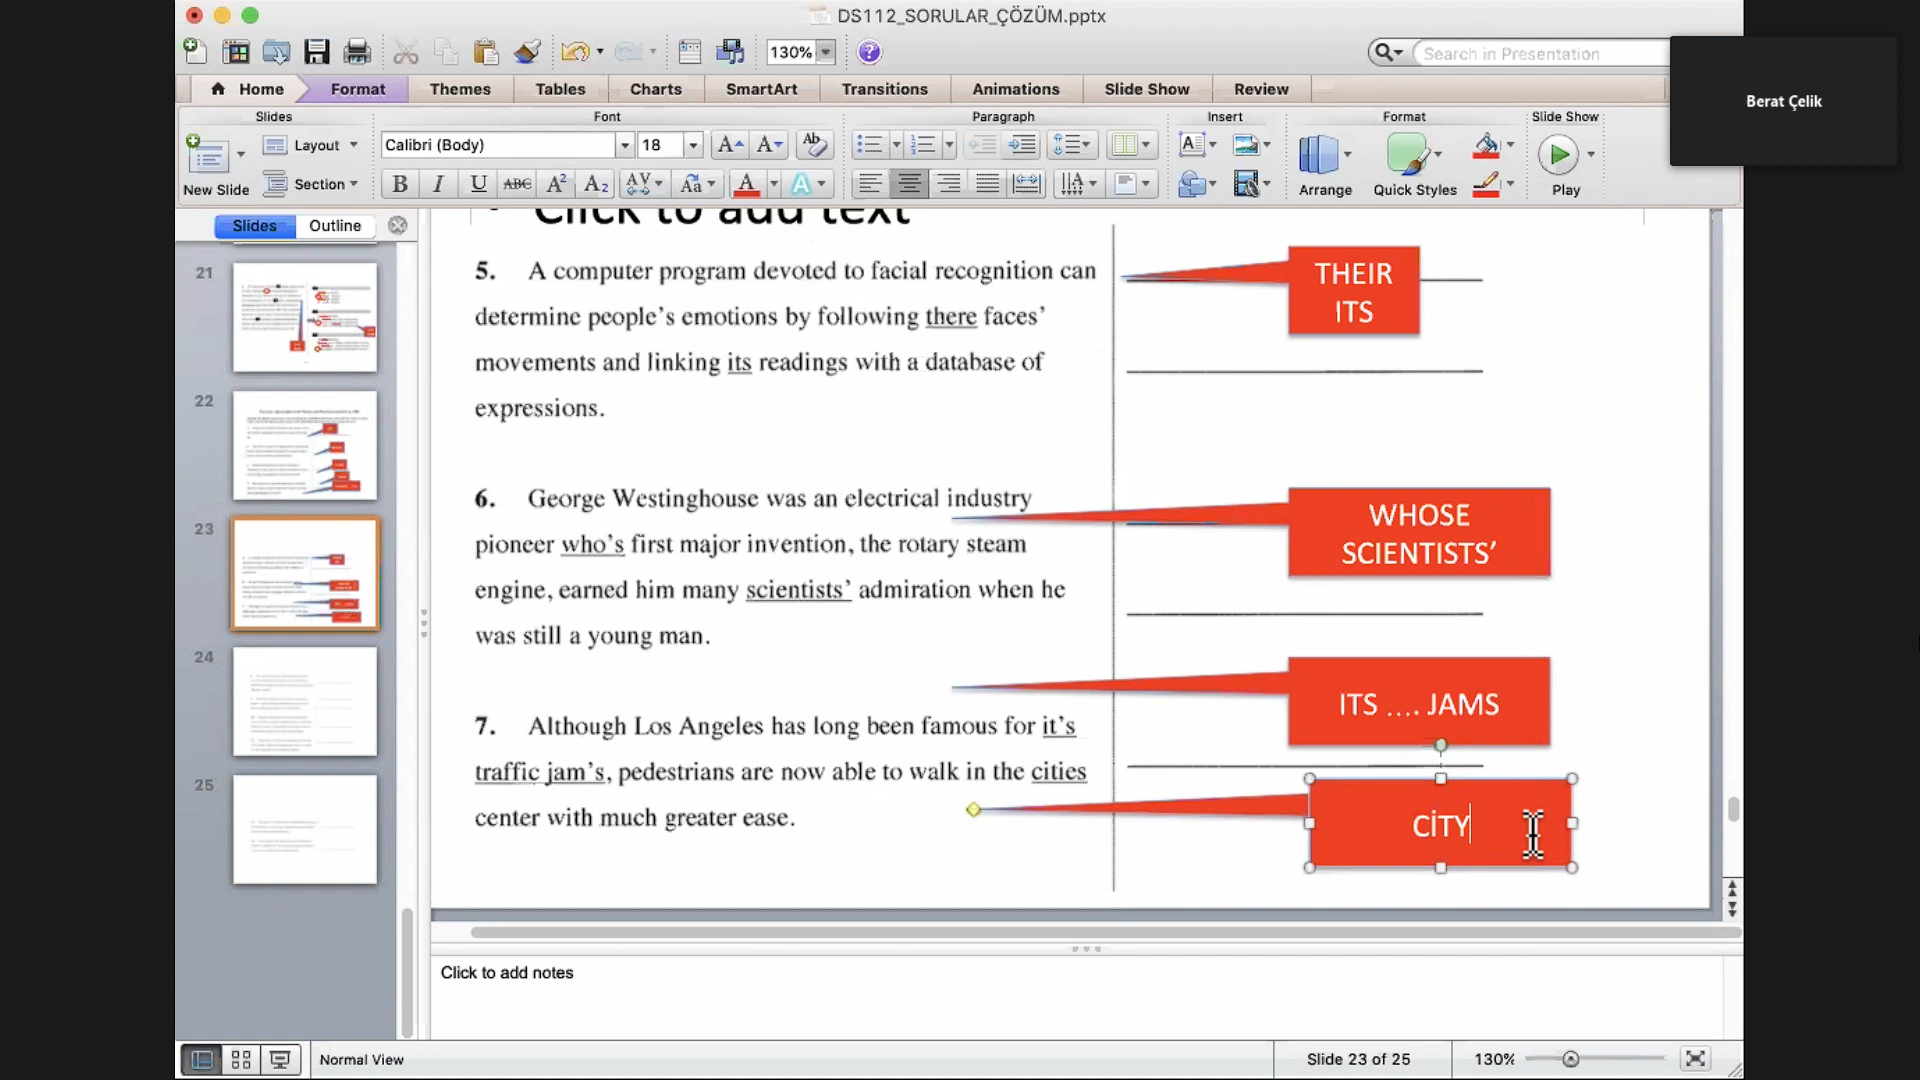 DS112_SORULAR_ÇÖZÜM.pptx
130%
Search in Presentation
Berat Çelik
Home
Format
Themes
Tables
Charts
SmartArt
Transitions
Animations
Slide Show
Review
Slides
Font
Paragraph
Insert
Format
Slide Show
New Slide
Layout
Section
Calibri (Body)
18
Arrange
Quick Styles
Play
Slides
Outline
21
22
23
24
25
Click to add text
5. A computer program devoted to facial recognition can
determine people's emotions by following there faces'
movements and linking its readings with a database of
expressions.
THEIR
ITS
6. George Westinghouse was an electrical industry
pioneer who's first major invention, the rotary steam
engine, earned him many scientists' admiration when he
was still a young man.
WHOSE
SCIENTISTS'
7. Although Los Angeles has long been famous for it's
traffic jam's, pedestrians are now able to walk in the cities
center with much greater ease.
ITS .... JAMS
CİTY
Click to add notes
Normal View
Slide 23 of 25
130%